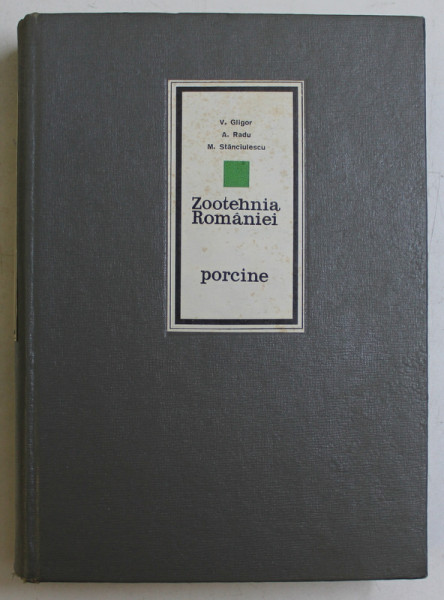 V. Gligor
A. Radu
M. Stănciulescu
Zootehnia
României
porcine